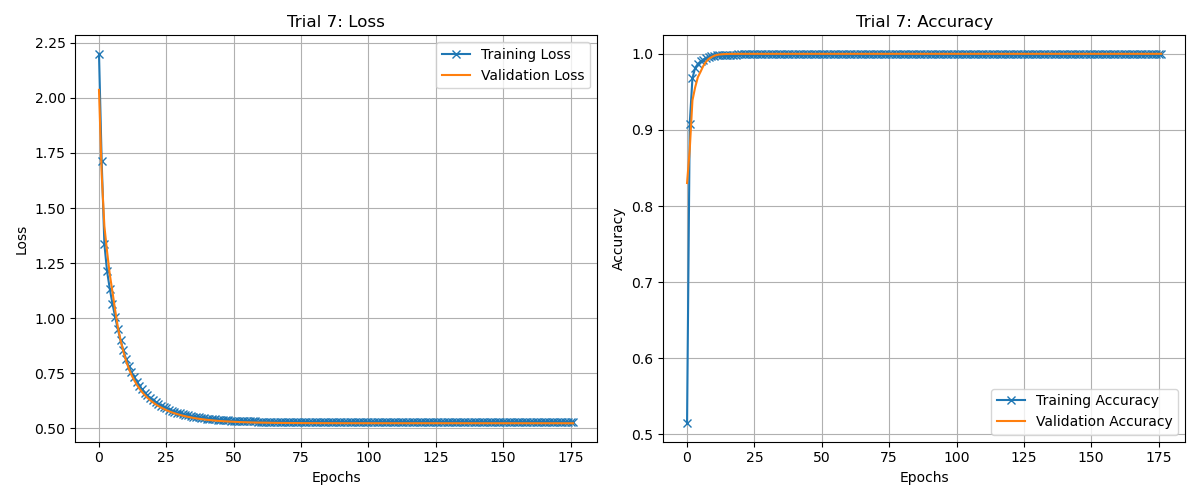 Trial 7: Loss
2.25
2.00
1.75
1.50
1.25
1.00
0.75
0.50
Loss
Training Loss
Validation Loss
0 25 50 75 100 125 150 175
Epochs
Trial 7: Accuracy
1.0
0.9
0.8
0.7
0.6
0.5
Accuracy
Training Accuracy
Validation Accuracy
0 25 50 75 100 125 150 175
Epochs